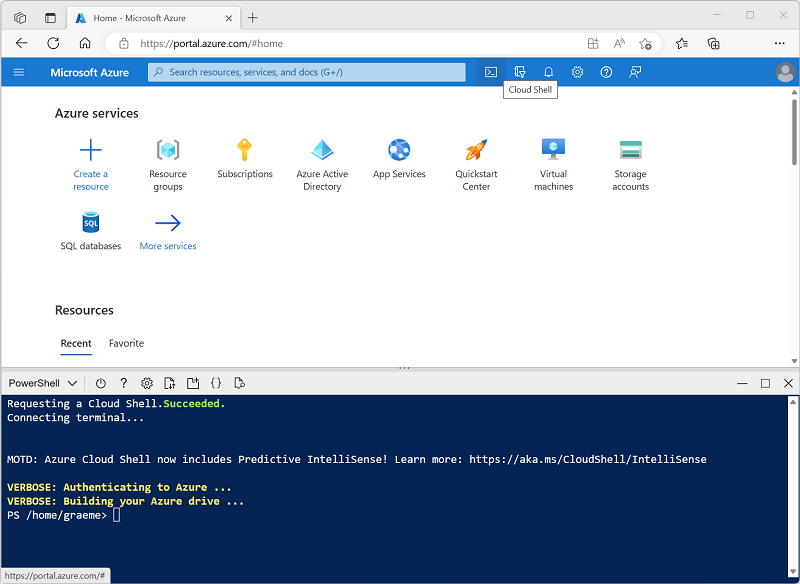 Home - Microsoft Azure
https://portal.azure.com/#home
Microsoft Azure
Search resources, services, and docs (G+/)
Cloud Shell
Azure services
Create a resource
Resource groups
Subscriptions
Azure Active Directory
App Services
Quickstart Center
Virtual machines
Storage accounts
SQL
SQL databases
More services
Resources
Recent
Favorite
PowerShell
Requesting a Cloud Shell.Succeeded.
Connecting terminal...
MOTD: Azure Cloud Shell now includes Predictive IntelliSense! Learn more: https://aka.ms/CloudShell/IntelliSense
VERBOSE: Authenticating to Azure ...
VERBOSE: Building your Azure drive ...
PS /home/graeme>
https://portal.azure.com/#